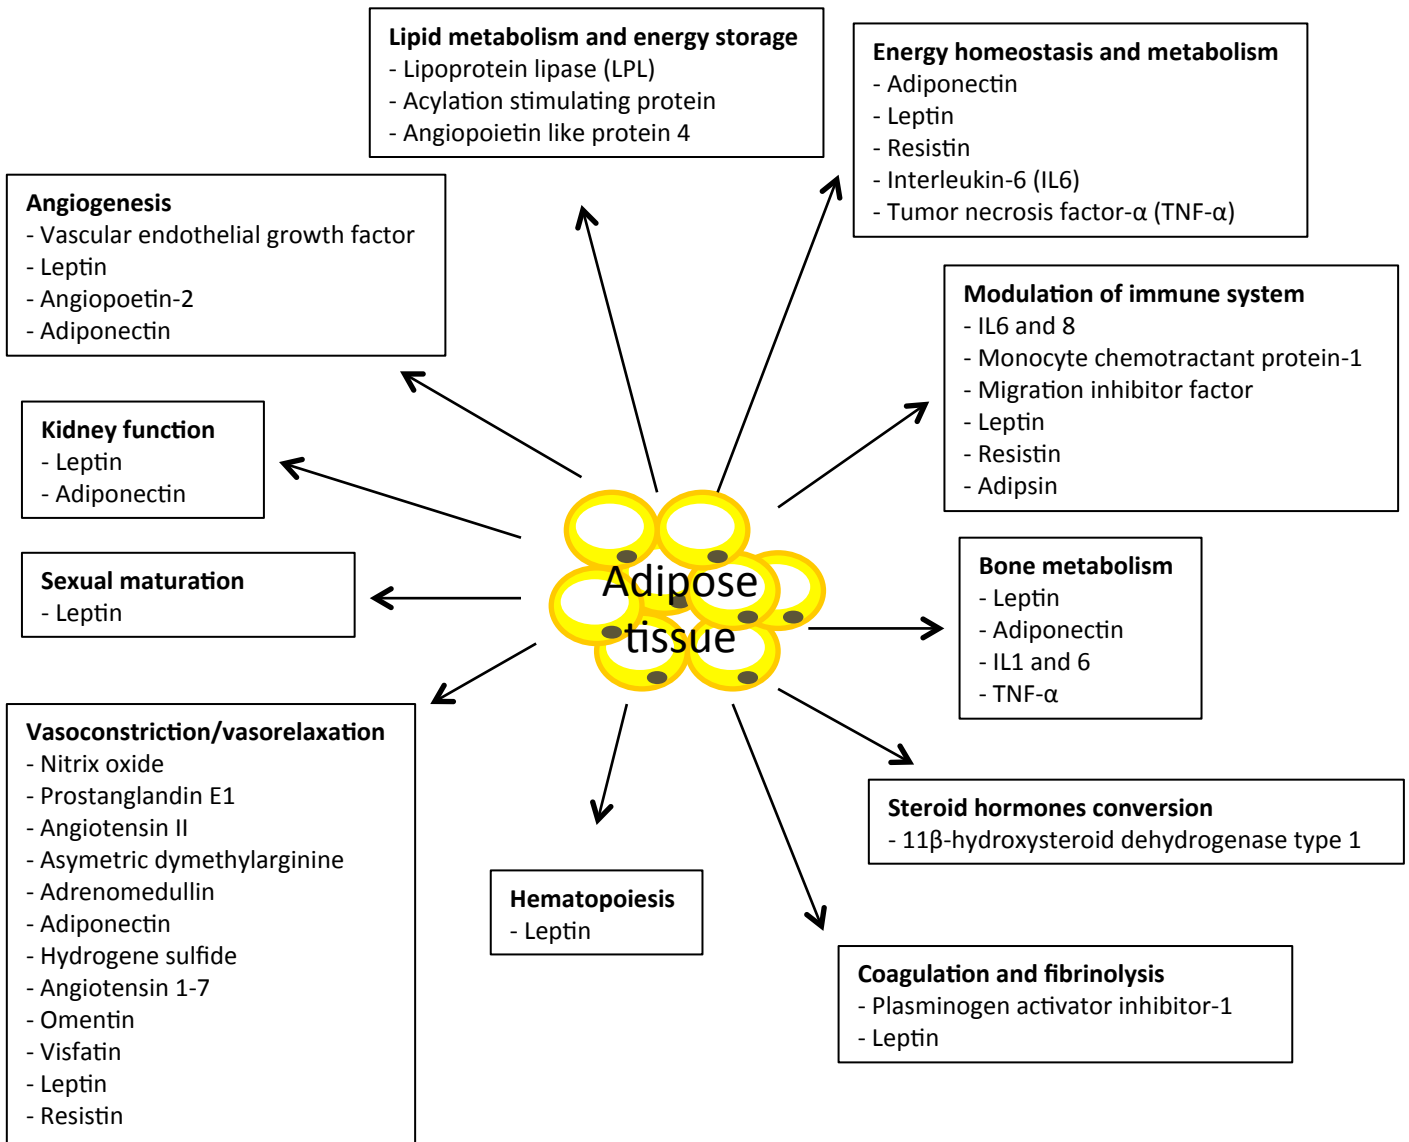 Lipid metabolism and energy storage
- Lipoprotein lipase (LPL)
- Acylation stimulating protein
- Angiopoietin like protein 4
Energy homeostasis and metabolism
- Adiponectin
- Leptin
- Resistin
- Interleukin-6 (IL6)
- Tumor necrosis factor-α (TNF-α)
Angiogenesis
- Vascular endothelial growth factor
- Leptin
- Angiopoetin-2
- Adiponectin
Modulation of immune system
- IL6 and 8
- Monocyte chemotractant protein-1
- Migration inhibitor factor
- Leptin
- Resistin
- Adipsin
Kidney function
- Leptin
- Adiponectin
Sexual maturation
- Leptin
Adipose
tissue
Bone metabolism
- Leptin
- Adiponectin
- IL1 and 6
- TNF-α
Vasoconstriction/vasorelaxation
- Nitrix oxide
- Prostanglandin E1
- Angiotensin II
- Asymetric dymethylarginine
- Adrenomedullin
- Adiponectin
- Hydrogene sulfide
- Angiotensin 1-7
- Omentin
- Visfatin
- Leptin
- Resistin
Steroid hormones conversion
- 11β-hydroxysteroid dehydrogenase type 1
Hematopoiesis
- Leptin
Coagulation and fibrinolysis
- Plasminogen activator inhibitor-1
- Leptin